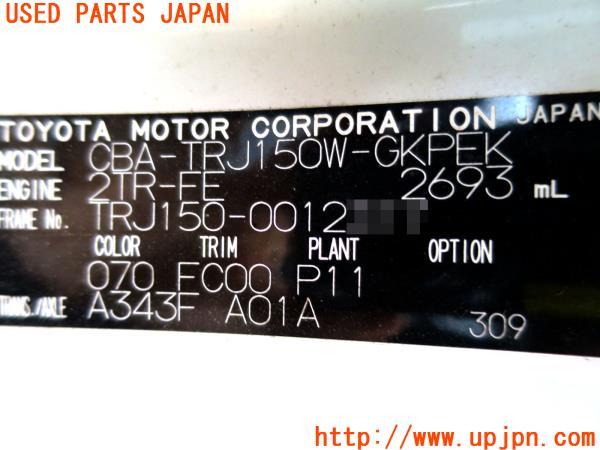 USED PARTS JAPAN
TOYOTA MOTOR CORPORATION JAPAN
MODEL CBA-TRJ150W-GKPEK
ENGINE 2TR-FE 2693 mL
FRAME No. TRJ150-0012
COLOR TRIM PLANT OPTION
070 FC00 P11
TRANS./AXLE A343F A01A
309
http://www.upjpn.com/